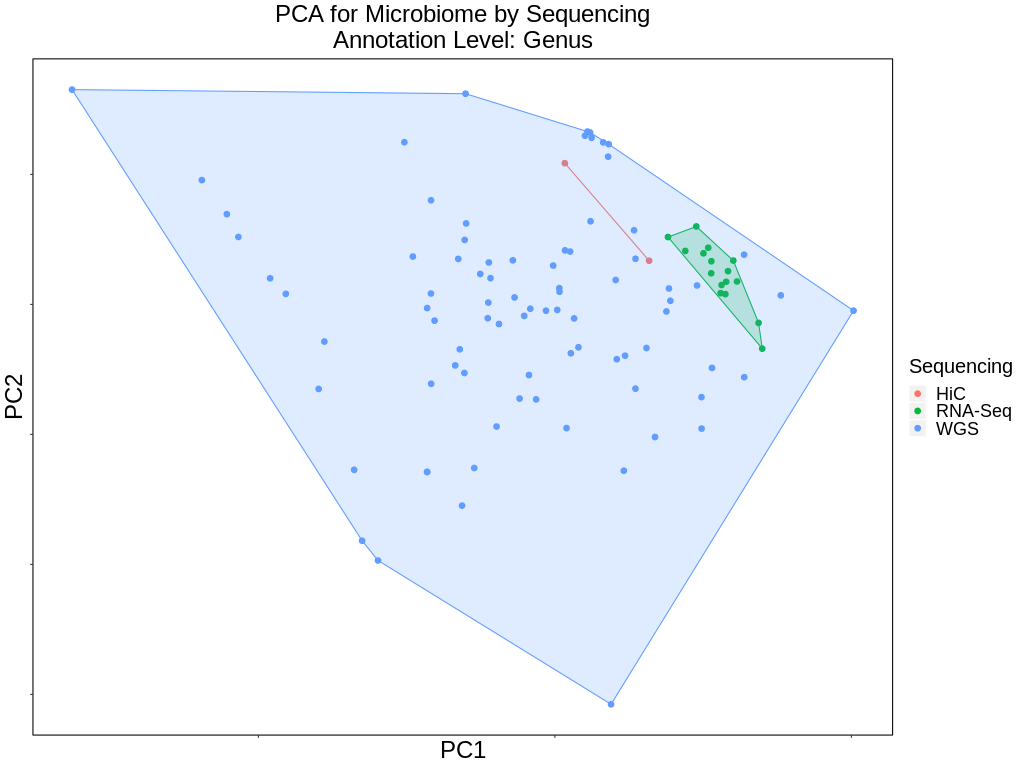 PCA for Microbiome by Sequencing
Annotation Level: Genus
PC2
PC1
Sequencing
HiC
RNA-Seq
WGS